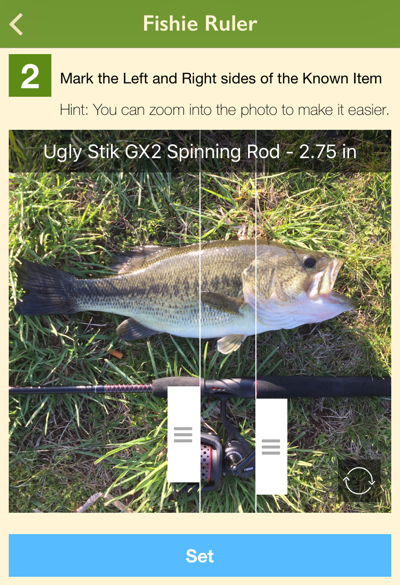 Fishie Ruler
2 Mark the Left and Right sides of the Known Item
Hint: You can zoom into the photo to make it easier.
Ugly Stik GX2 Spinning Rod - 2.75 in
Set